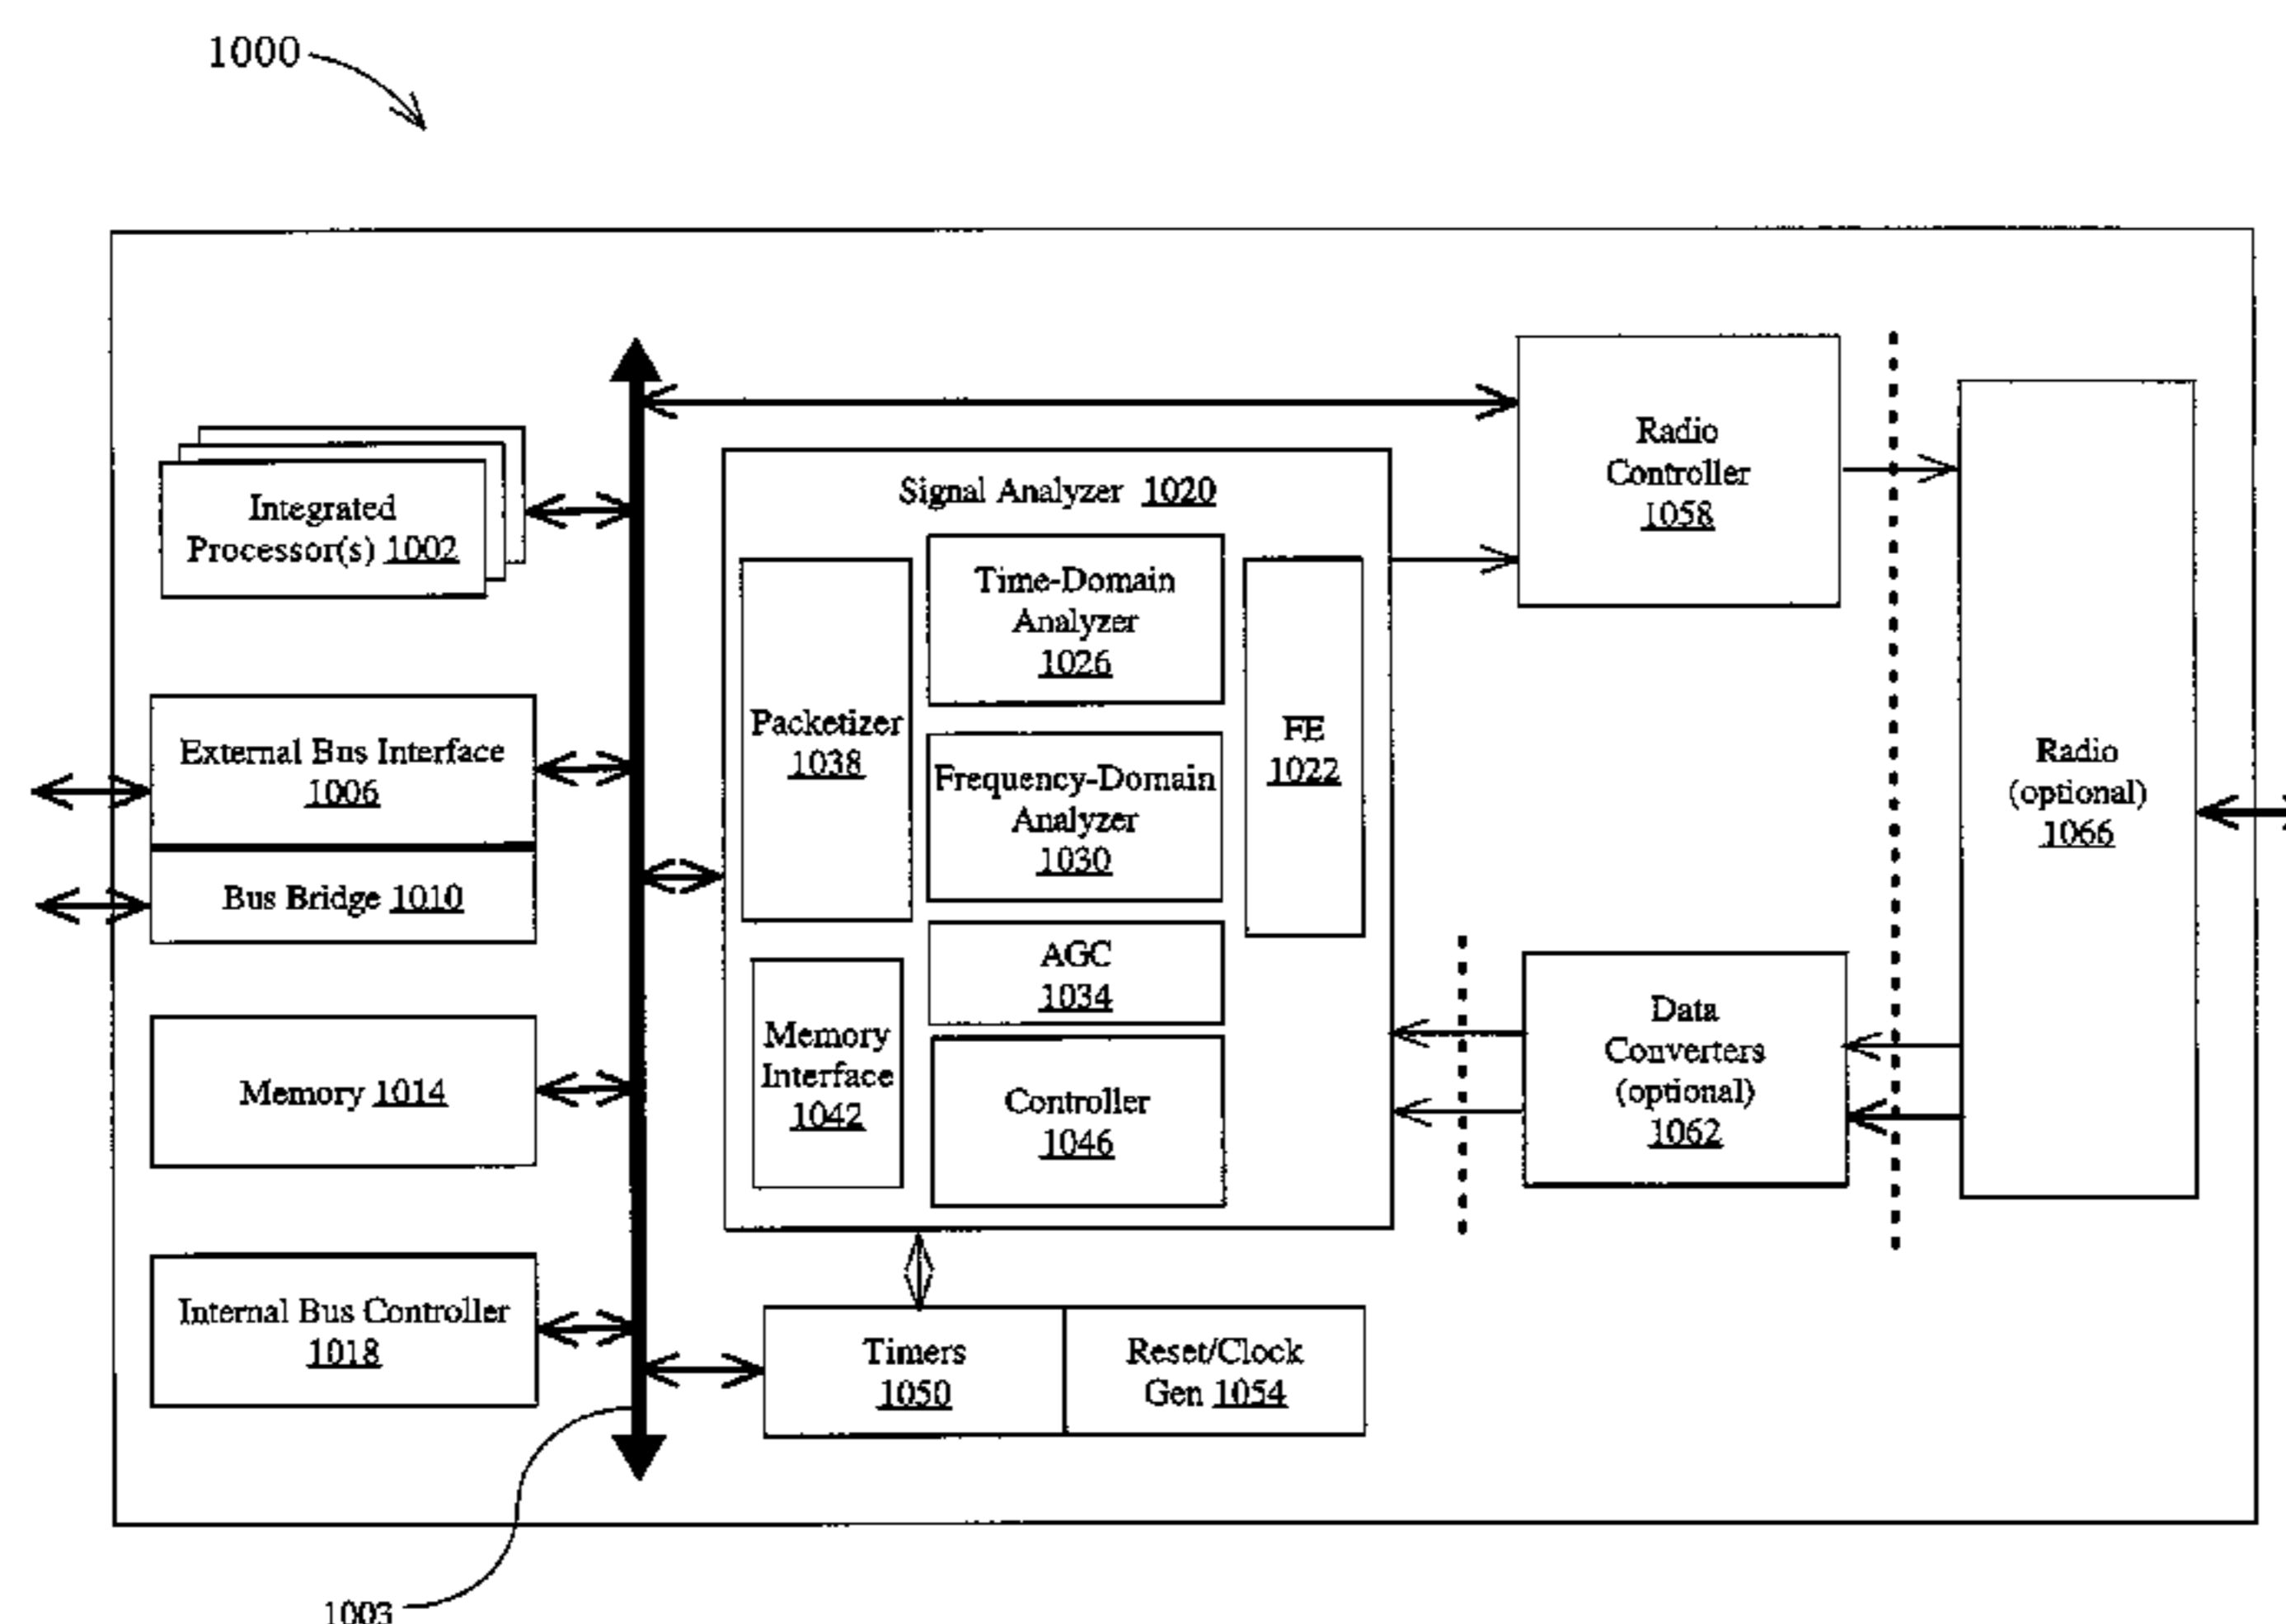 1000
Integrated
Processor(s) 1002
External Bus Interface
1006
Bus Bridge 1010
Memory 1014
Internal Bus Controller
1018
1003
Signal Analyzer 1020
Packetizer
1038
Time-Domain
Analyzer
1026
Frequency-Domain
Analyzer
1030
FE
1022
AGC
1034
Memory
Interface
1042
Controller
1046
Timers
1050
Reset/Clock
Gen 1054
Radio
Controller
1058
Data
Converters
(optional)
1062
Radio
(optional)
1066